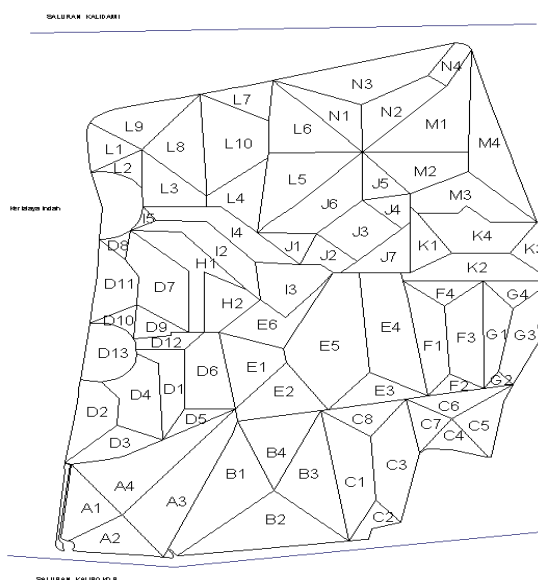 SALURAN KALIDAMI
N4
N3
L7
N1 N2
L9 L8 L6 M1
L1 L10
L2 M2 M4
L5 J5
L3 L4 J6 M3
I5 J4
I4 J3 K4
D8 J1 K1
I2 J2 J7
H1 K2
D11 D7 I3
H2 F4 G4
D10 D9 E6 E4
D12 E5 F1 F3 G1 G3
D13 D6 E1
D4 D1 E2 E3 F2 G2
D2 D5 C8 C6
D3 C7 C5
B4 C4
A4 B1 B3 C3
A3 C1
A1 B2 C2
A2